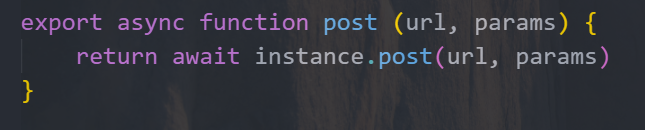 export async function post (url, params) {
    return await instance.post(url, params)
}